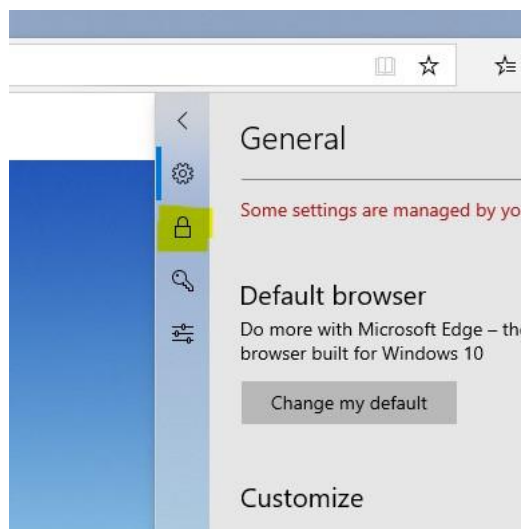 General
Some settings are managed by yo
Default browser
Do more with Microsoft Edge – the
browser built for Windows 10
Change my default
Customize